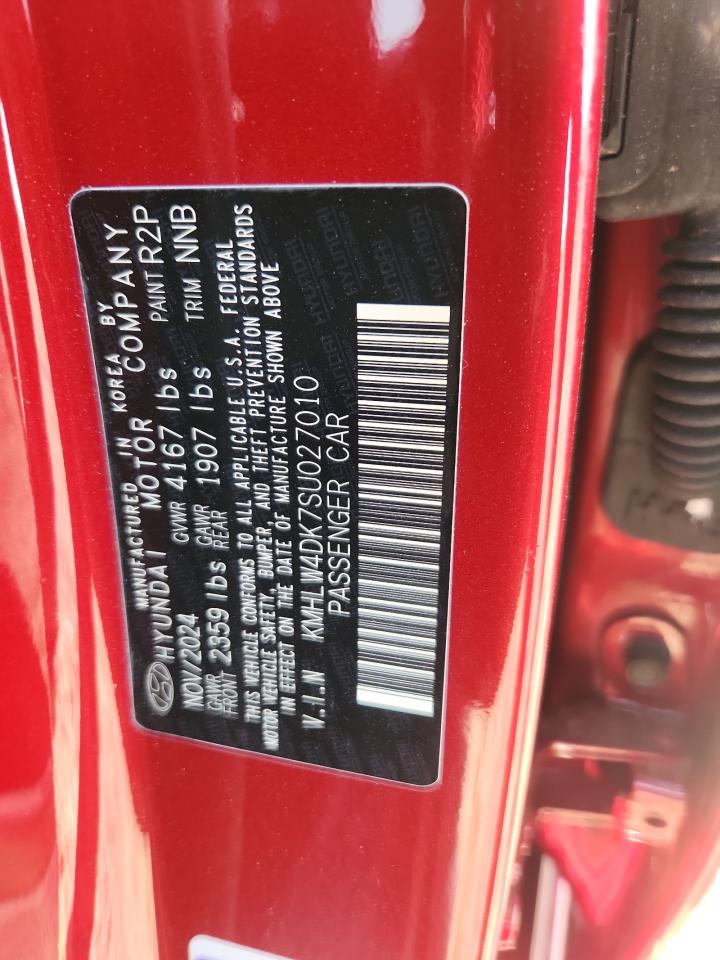 MANUFACTURED IN KOREA BY
HYUNDAI MOTOR COMPANY
NOV/2024 GVWR 4167 lbs PAINT R2P
GAWR FRONT 2359 lbs GAWR REAR 1907 lbs TRIM NNB
THIS VEHICLE CONFORMS TO ALL APPLICABLE U.S.A. FEDERAL
MOTOR VEHICLE SAFETY, BUMPER, AND THEFT PREVENTION STANDARDS
IN EFFECT ON THE DATE OF MANUFACTURE SHOWN ABOVE
V.I.N KMHLW4DK7SU027010
PASSENGER CAR